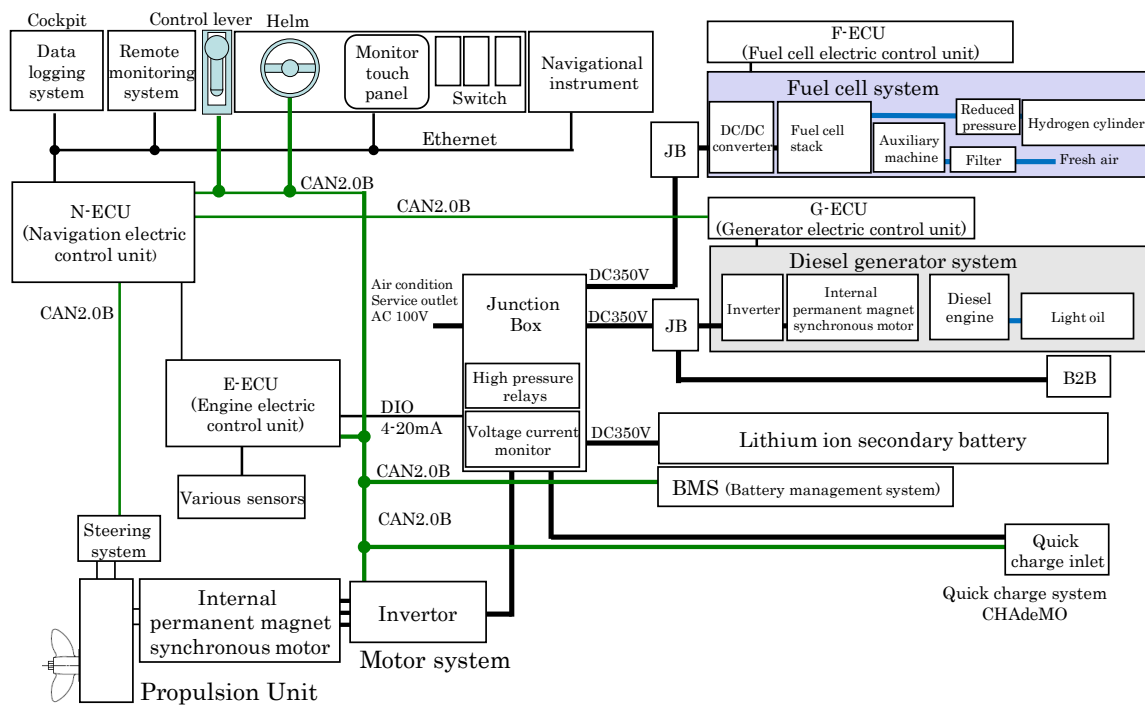 Cockpit
Control lever
Helm
Data
logging
system
Remote
monitoring
system
Monitor
touch
panel
Switch
Navigational
instrument
Ethernet
F-ECU
(Fuel cell electric control unit)
Fuel cell system
DC/DC
converter
Fuel cell
stack
Reduced
pressure
Hydrogen cylinder
Auxiliary
machine
Filter
Fresh air
JB
N-ECU
(Navigation electric
control unit)
CAN2.0B
CAN2.0B
G-ECU
(Generator electric control unit)
Diesel generator system
Inverter
Internal
permanent magnet
synchronous motor
Diesel
engine
Light oil
DC350V
DC350V
JB
B2B
Air condition
Service outlet
AC 100V
Junction
Box
High pressure
relays
Voltage current
monitor
CAN2.0B
E-ECU
(Engine electric
control unit)
DIO
4-20mA
DC350V
Lithium ion secondary battery
CAN2.0B
BMS (Battery management system)
Various sensors
CAN2.0B
Steering
system
Quick
charge inlet
Quick charge system
CHAdeMO
Internal
permanent magnet
synchronous motor
Invertor
Motor system
Propulsion Unit